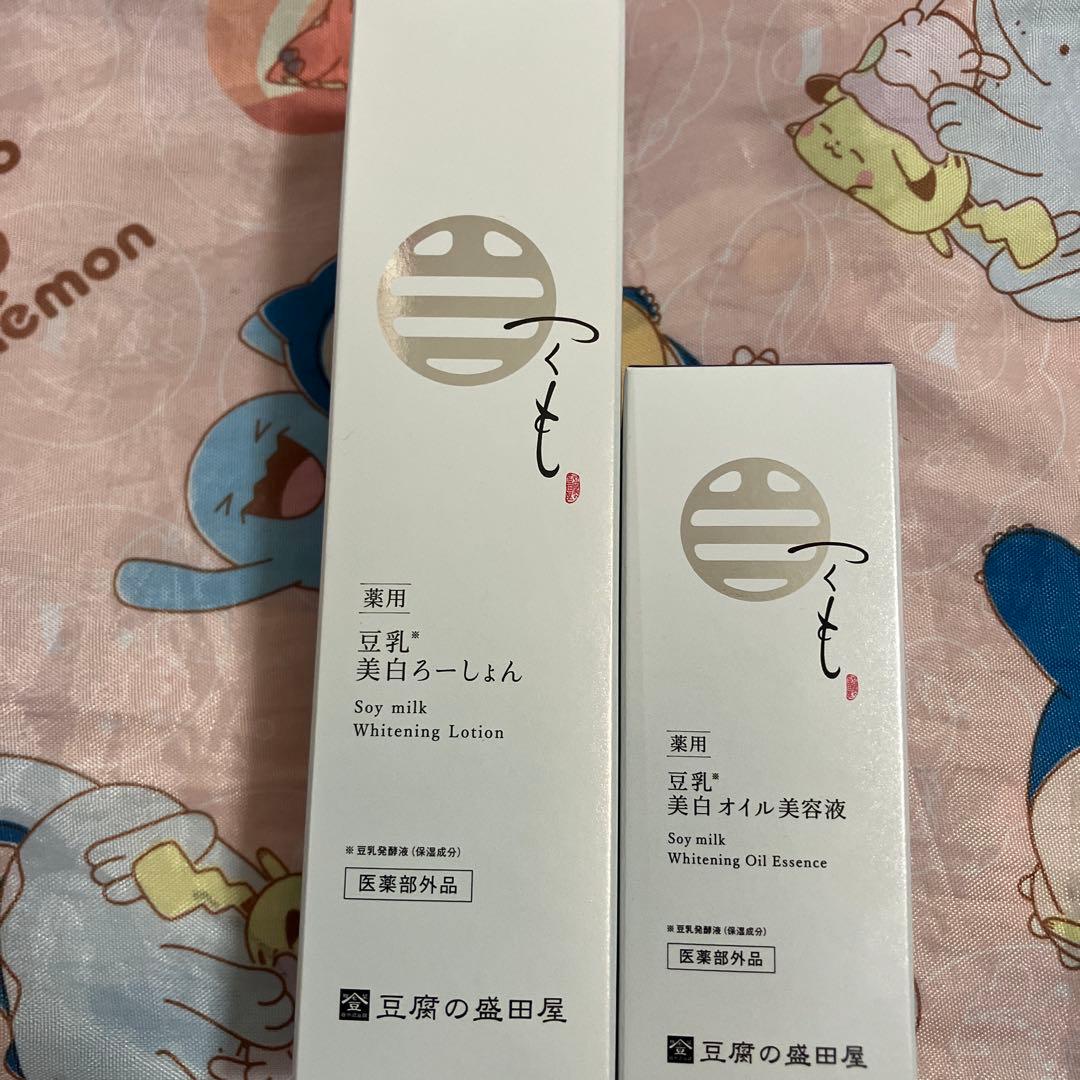 émon
つくも
薬用
豆乳※
美白ろーしょん
Soy milk
Whitening Lotion
※豆乳発酵液(保湿成分)
医薬部外品
豆
豆腐の盛田屋
つくも
薬用
豆乳※
美白オイル美容液
Soy milk
Whitening Oil Essence
※豆乳発酵液(保湿成分)
医薬部外品
豆
豆腐の盛田屋